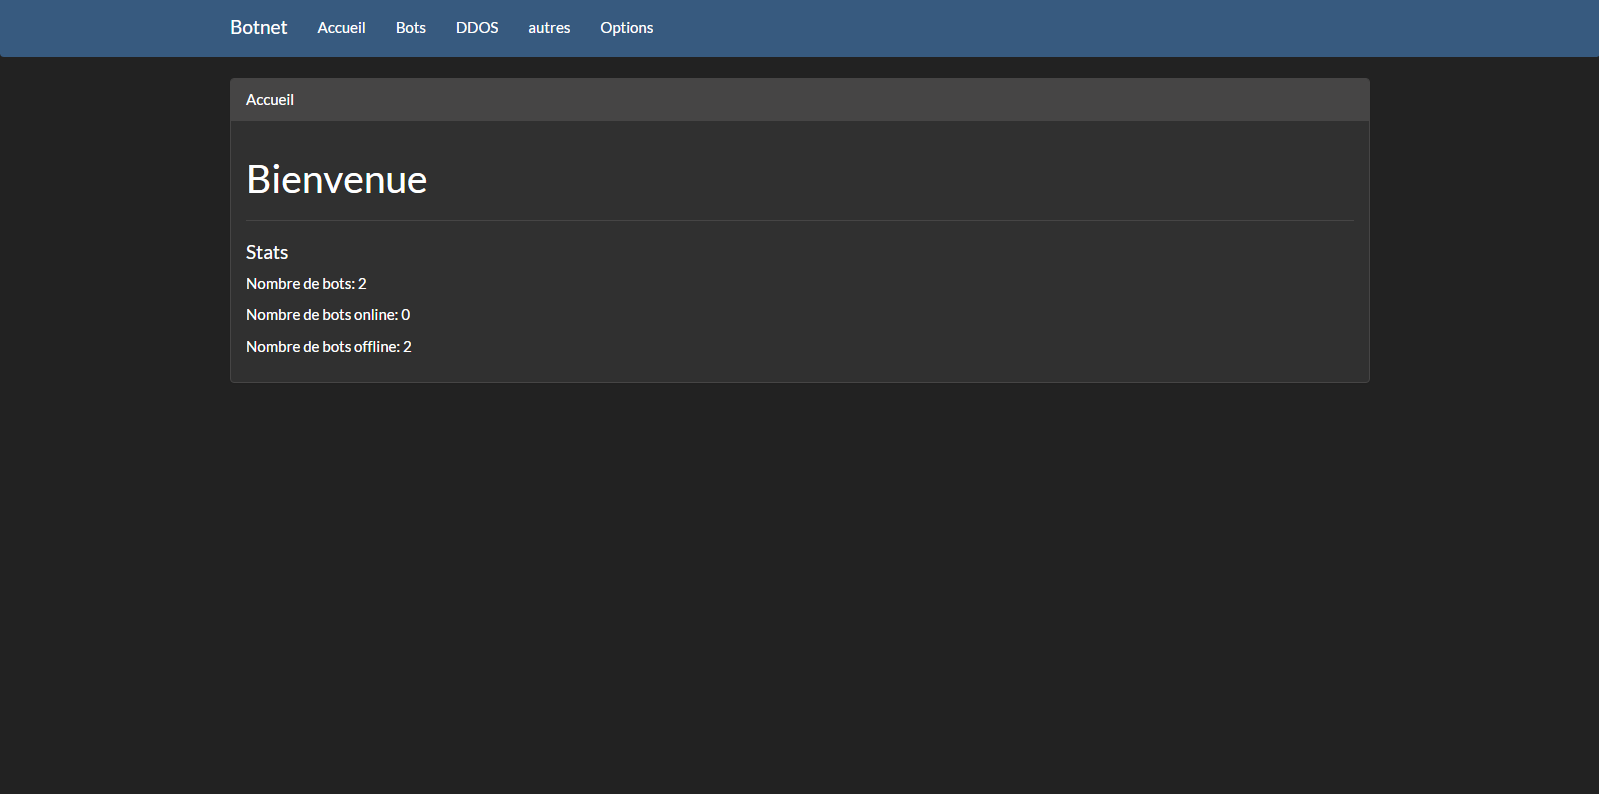 Botnet Accueil Bots DDOS autres Options
Accueil
Bienvenue
Stats
Nombre de bots: 2
Nombre de bots online: 0
Nombre de bots offline: 2